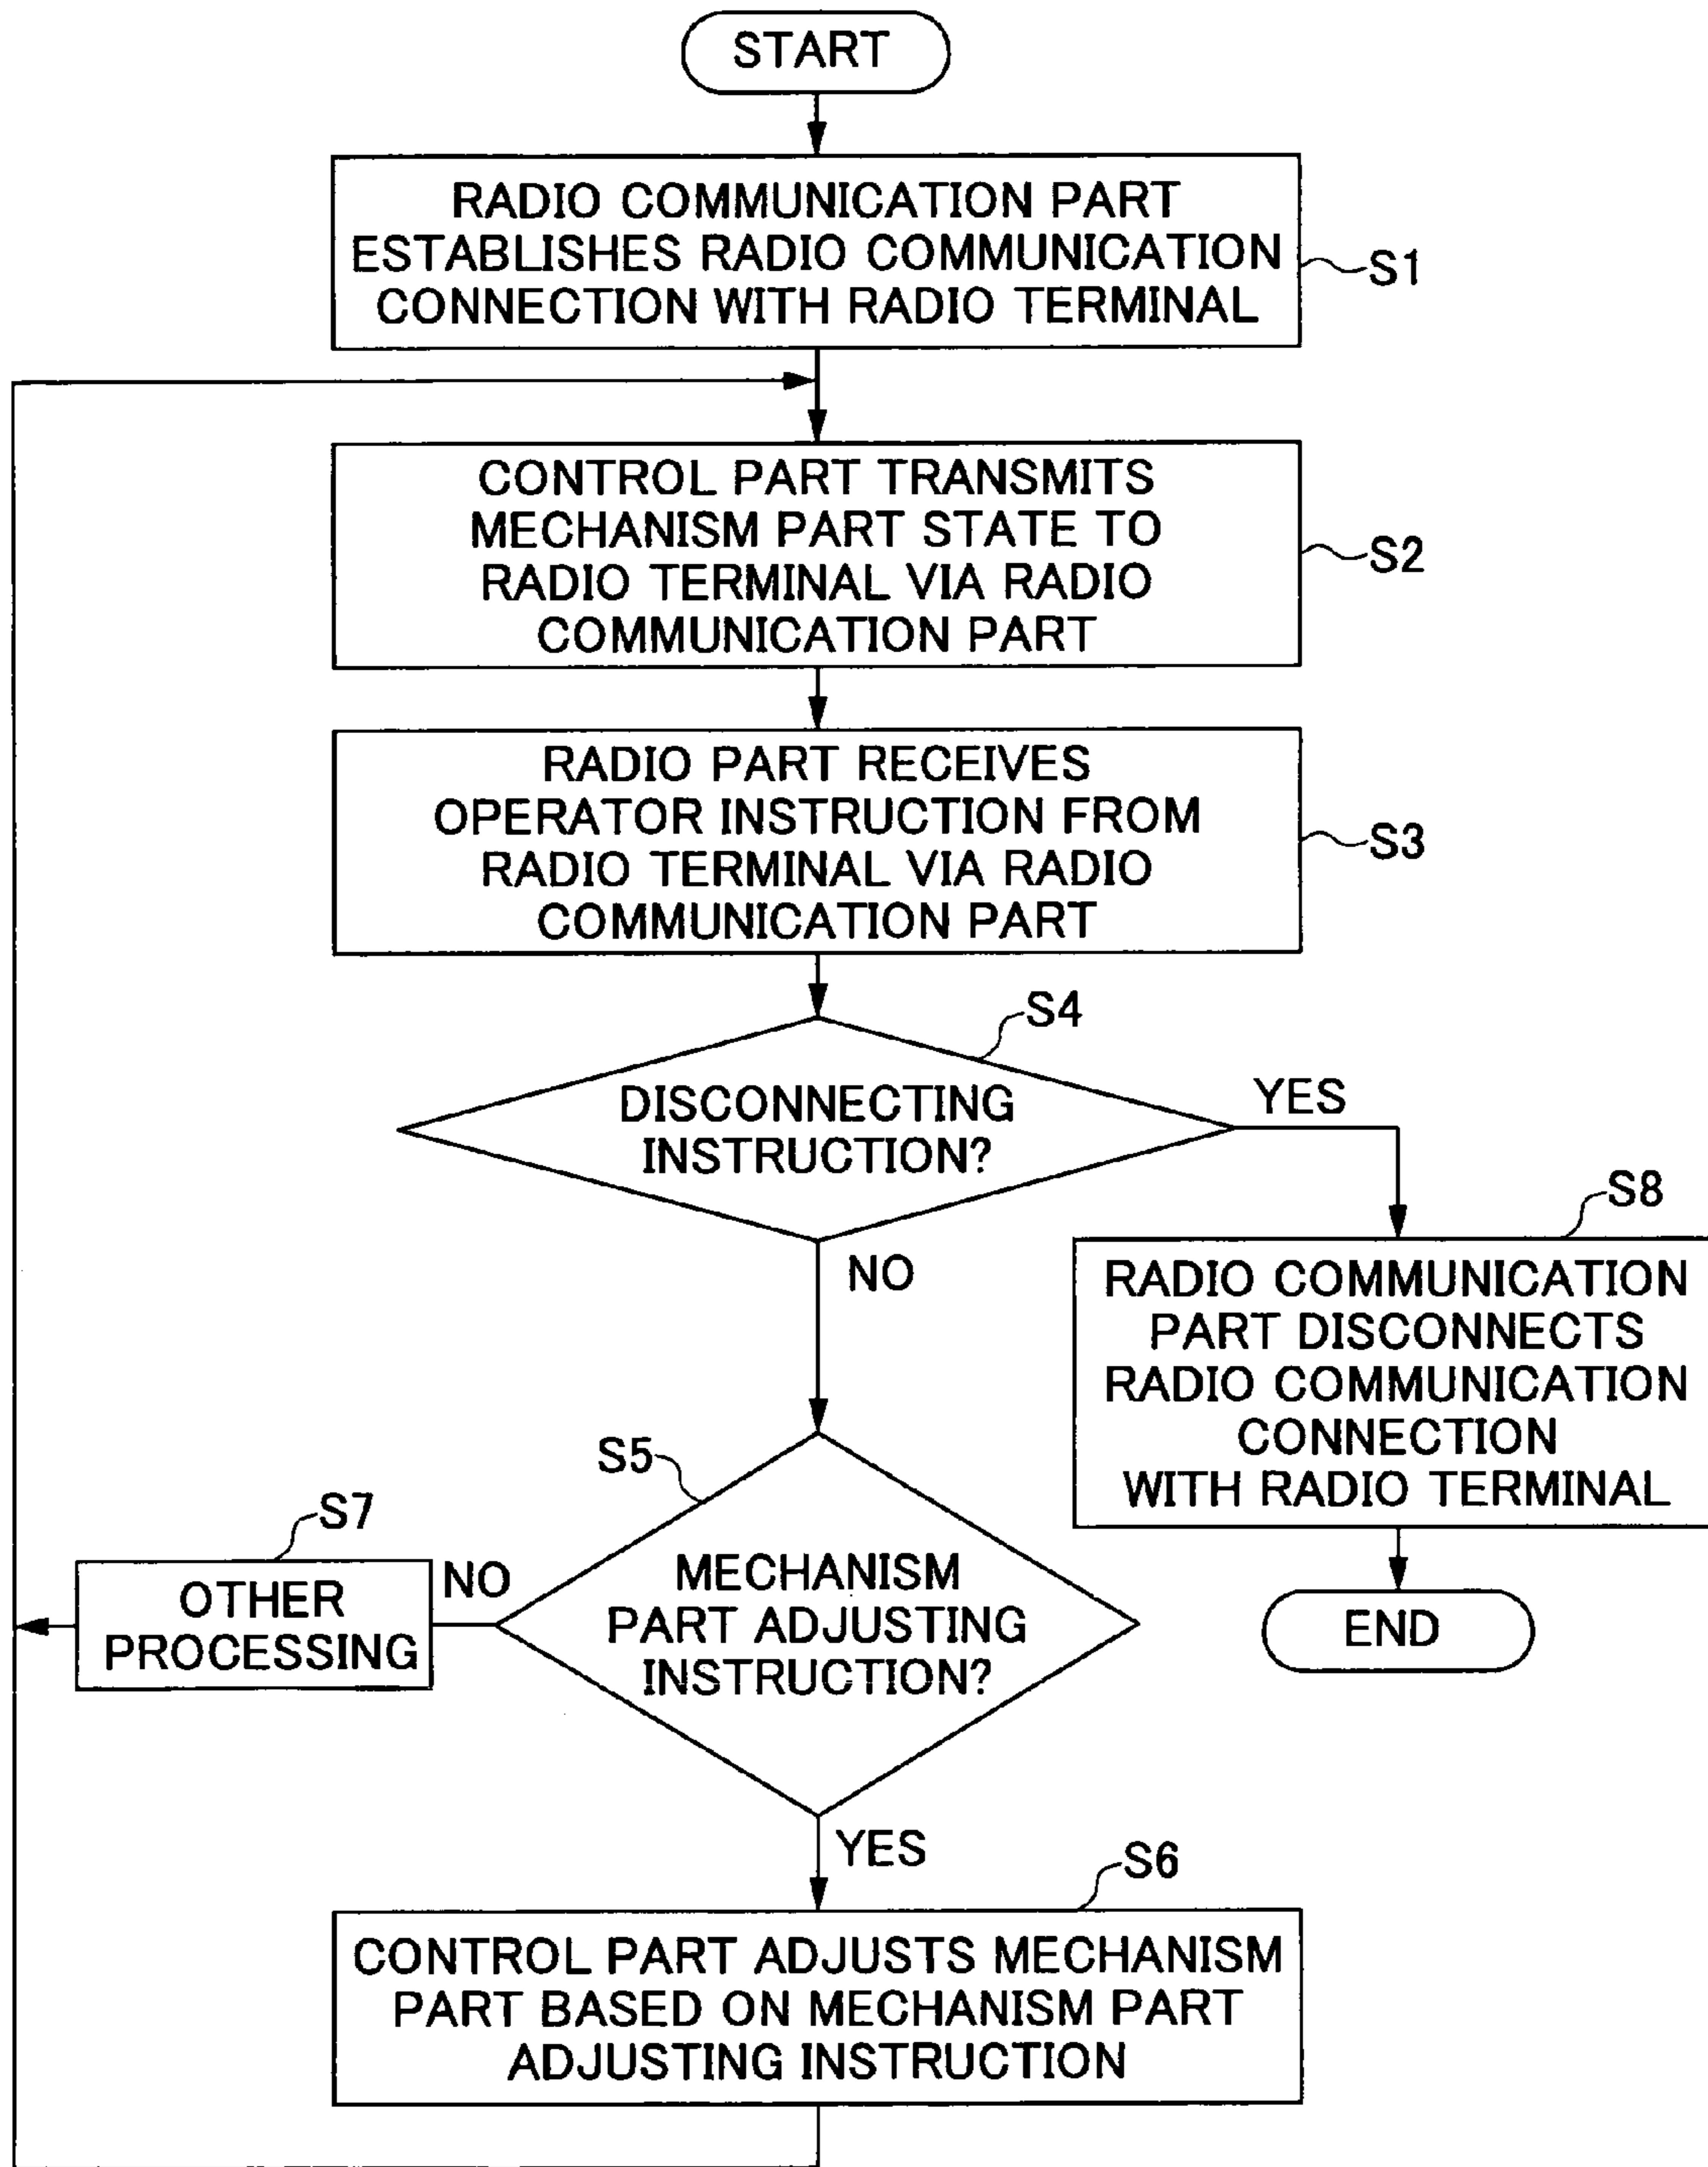 START
RADIO COMMUNICATION PART
ESTABLISHES RADIO COMMUNICATION
CONNECTION WITH RADIO TERMINAL
S1
CONTROL PART TRANSMITS
MECHANISM PART STATE TO
RADIO TERMINAL VIA RADIO
COMMUNICATION PART
S2
RADIO PART RECEIVES
OPERATOR INSTRUCTION FROM
RADIO TERMINAL VIA RADIO
COMMUNICATION PART
S3
S4
DISCONNECTING
INSTRUCTION?
YES
NO
S8
RADIO COMMUNICATION
PART DISCONNECTS
RADIO COMMUNICATION
CONNECTION
WITH RADIO TERMINAL
END
S5
MECHANISM
PART ADJUSTING
INSTRUCTION?
NO
S7
OTHER
PROCESSING
YES
S6
CONTROL PART ADJUSTS MECHANISM
PART BASED ON MECHANISM PART
ADJUSTING INSTRUCTION